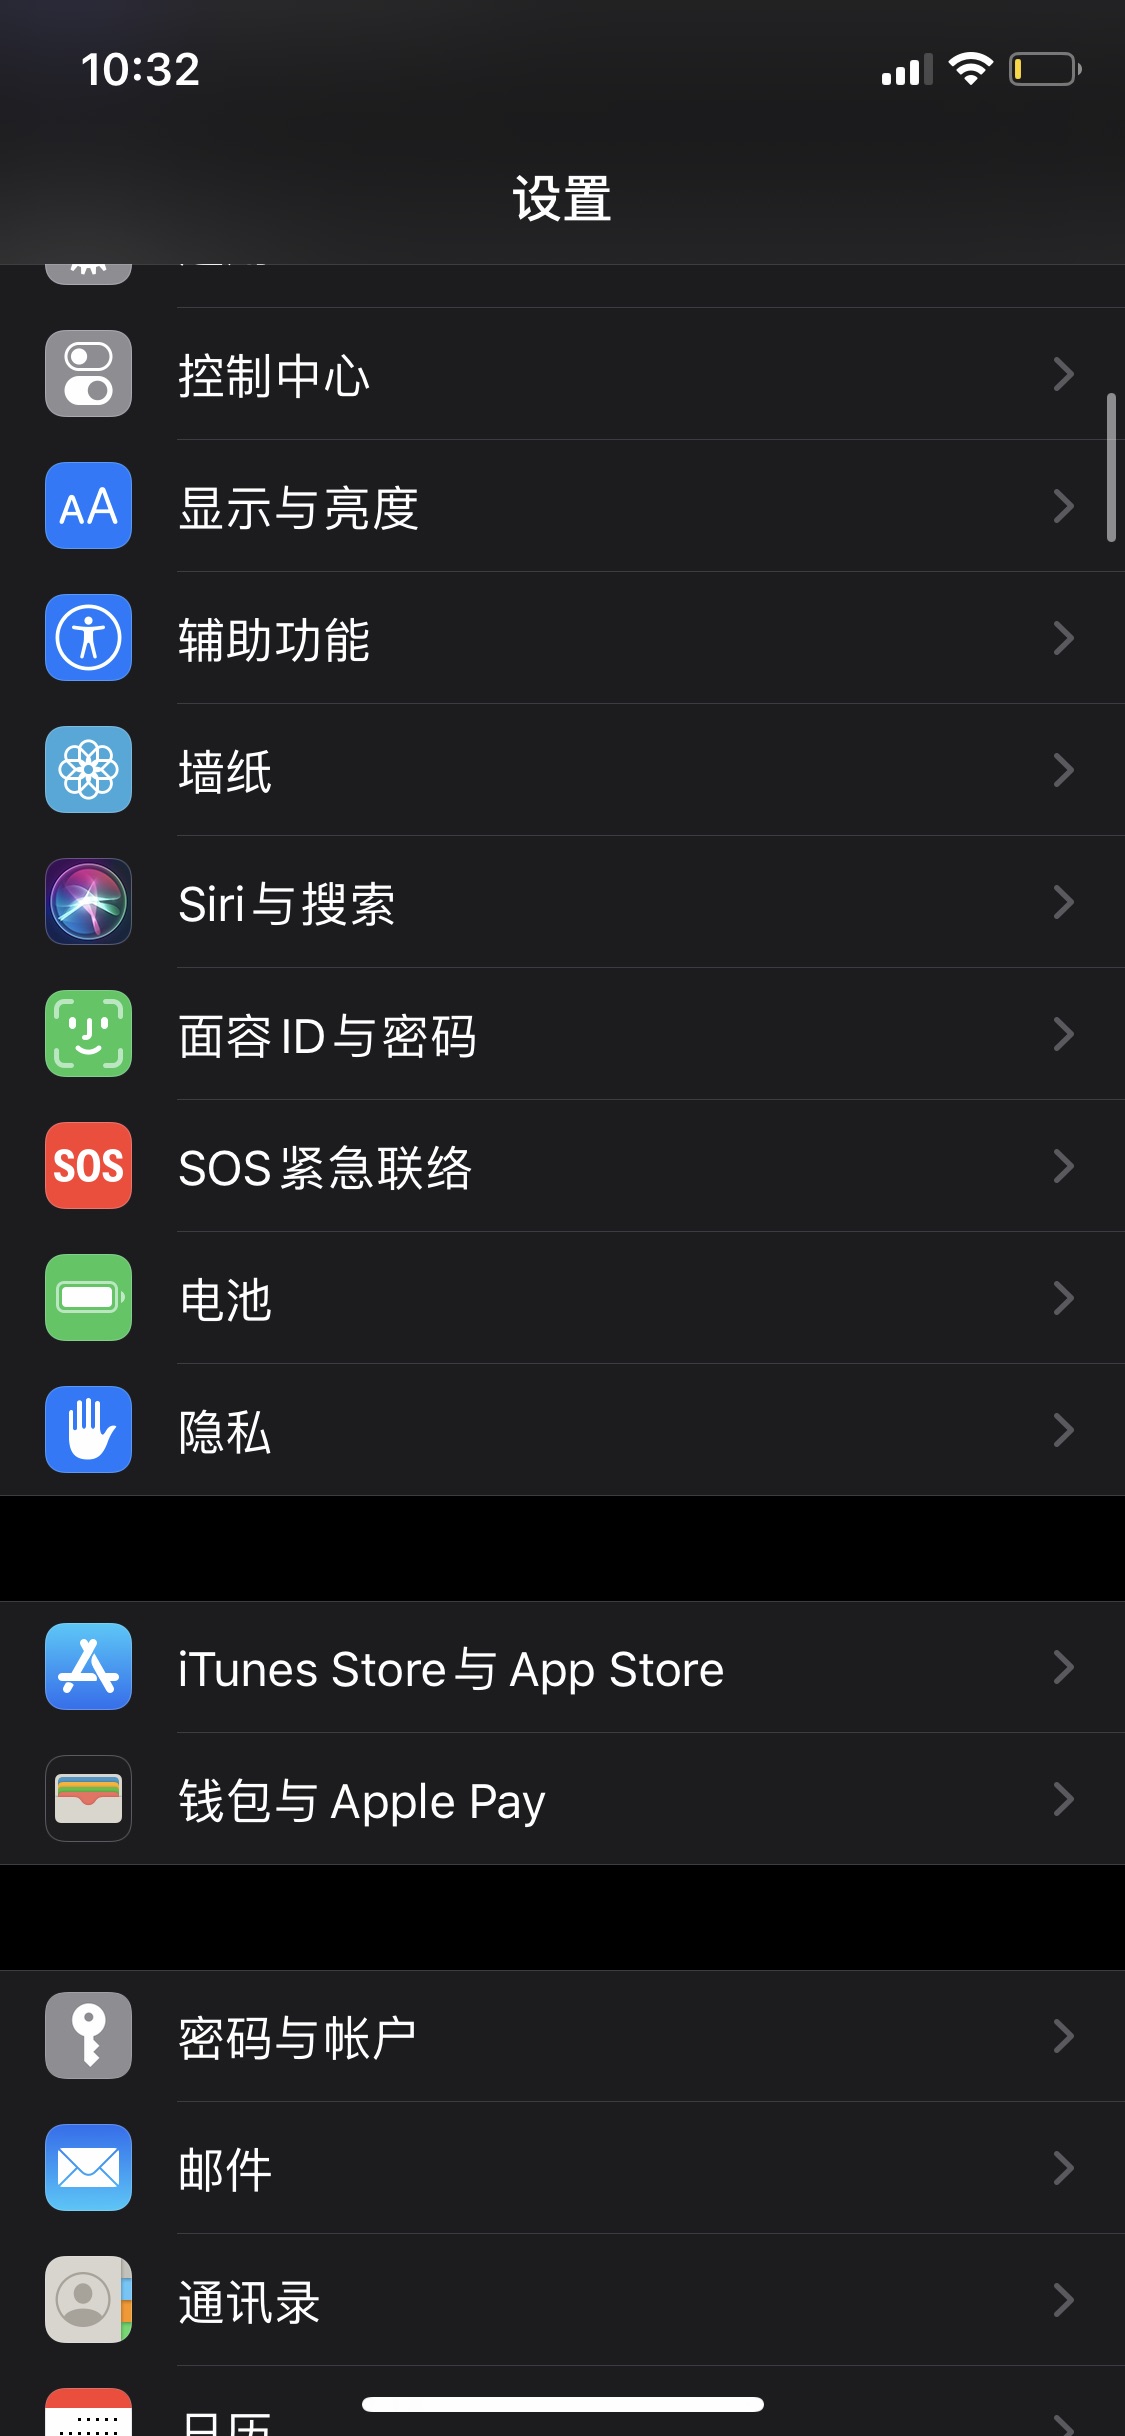 10:32
设置
控制中心
AA
显示与亮度
辅助功能
墙纸
Siri与搜索
面容ID与密码
SOS
SOS紧急联络
电池
隐私
iTunes Store与App Store
钱包与Apple Pay
密码与帐户
邮件
通讯录
日历